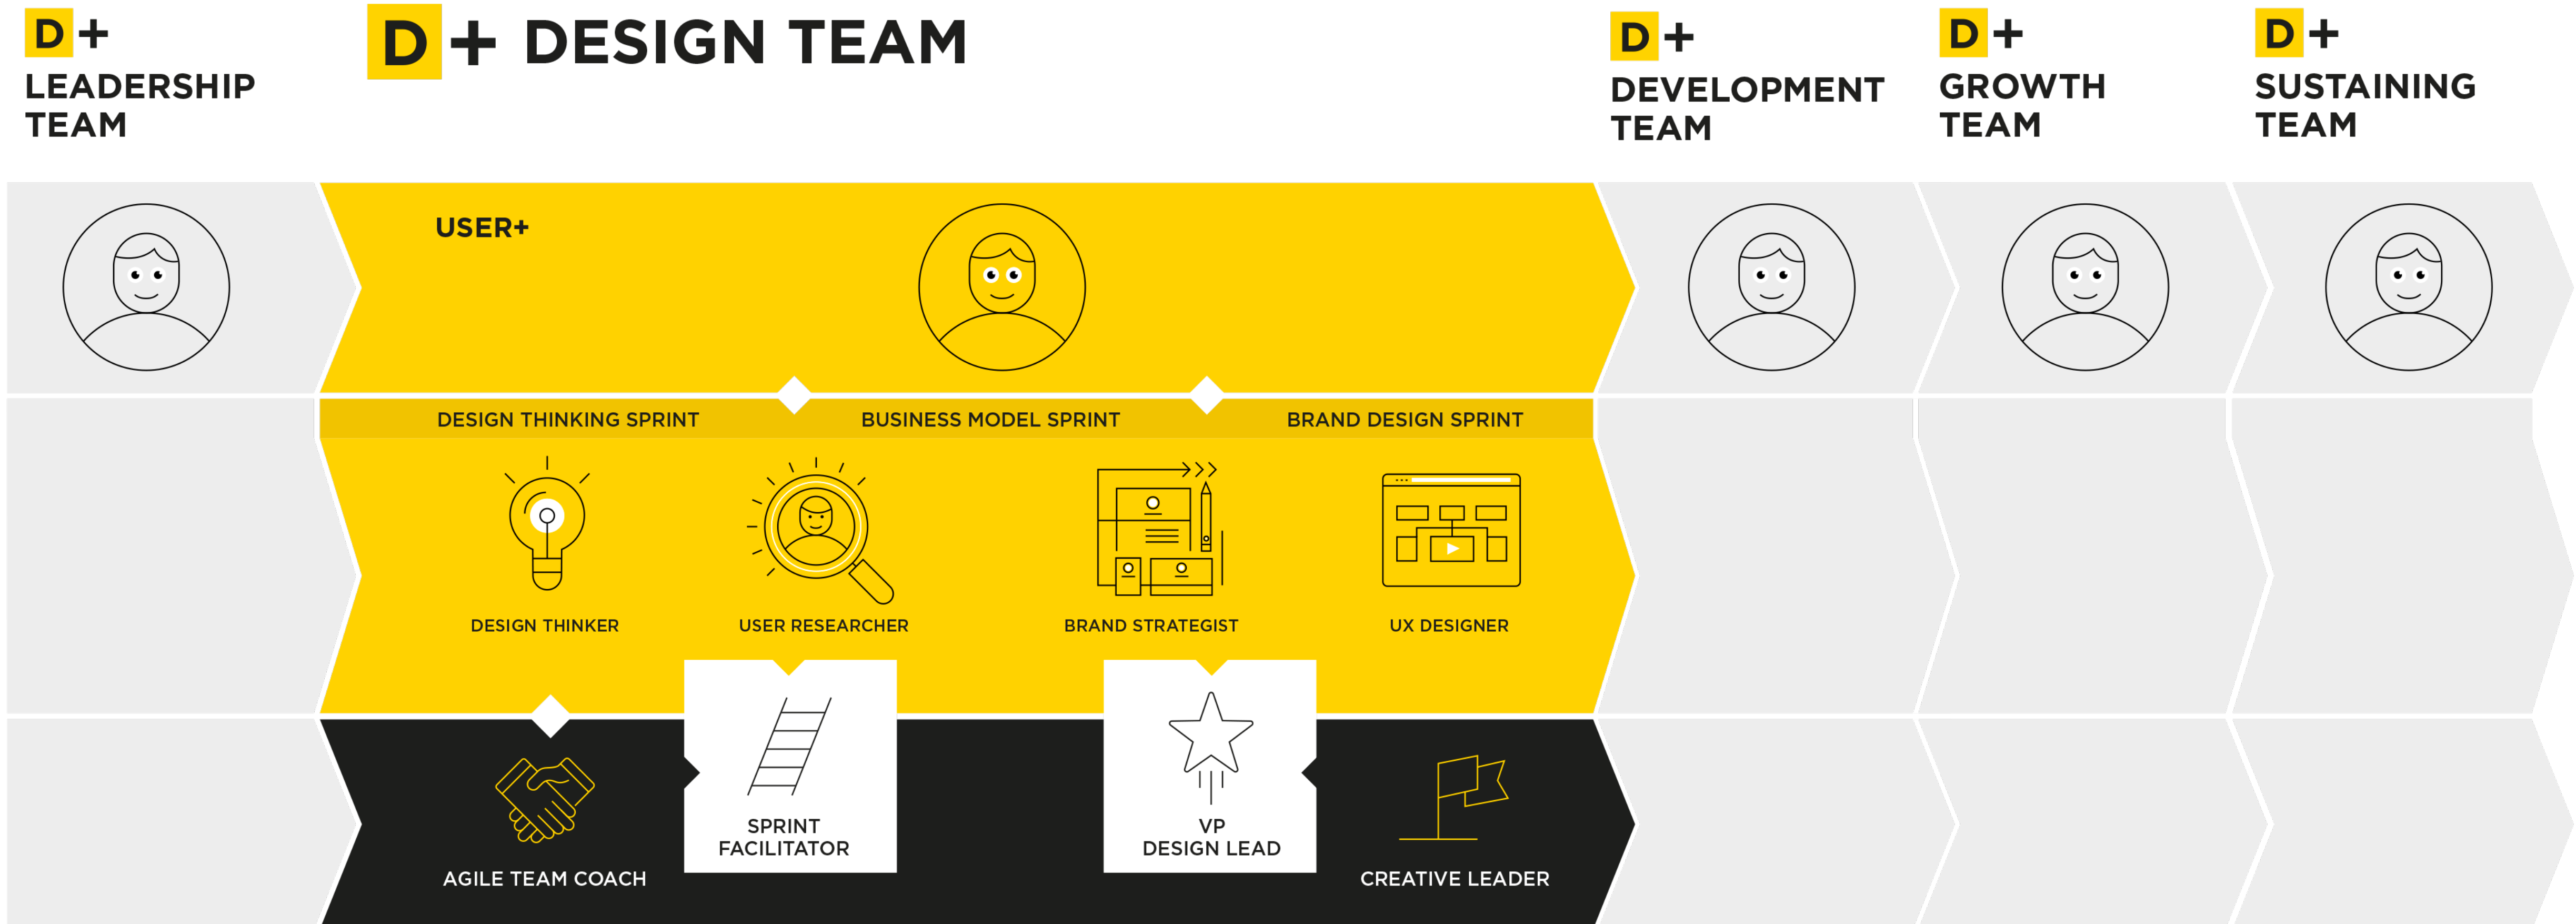 D+
LEADERSHIP
TEAM
D+ DESIGN TEAM
D+
DEVELOPMENT
TEAM
D+
GROWTH
TEAM
D+
SUSTAINING
TEAM
USER+
DESIGN THINKING SPRINT
BUSINESS MODEL SPRINT
BRAND DESIGN SPRINT
DESIGN THINKER
USER RESEARCHER
BRAND STRATEGIST
UX DESIGNER
AGILE TEAM COACH
SPRINT
FACILITATOR
VP
DESIGN LEAD
CREATIVE LEADER